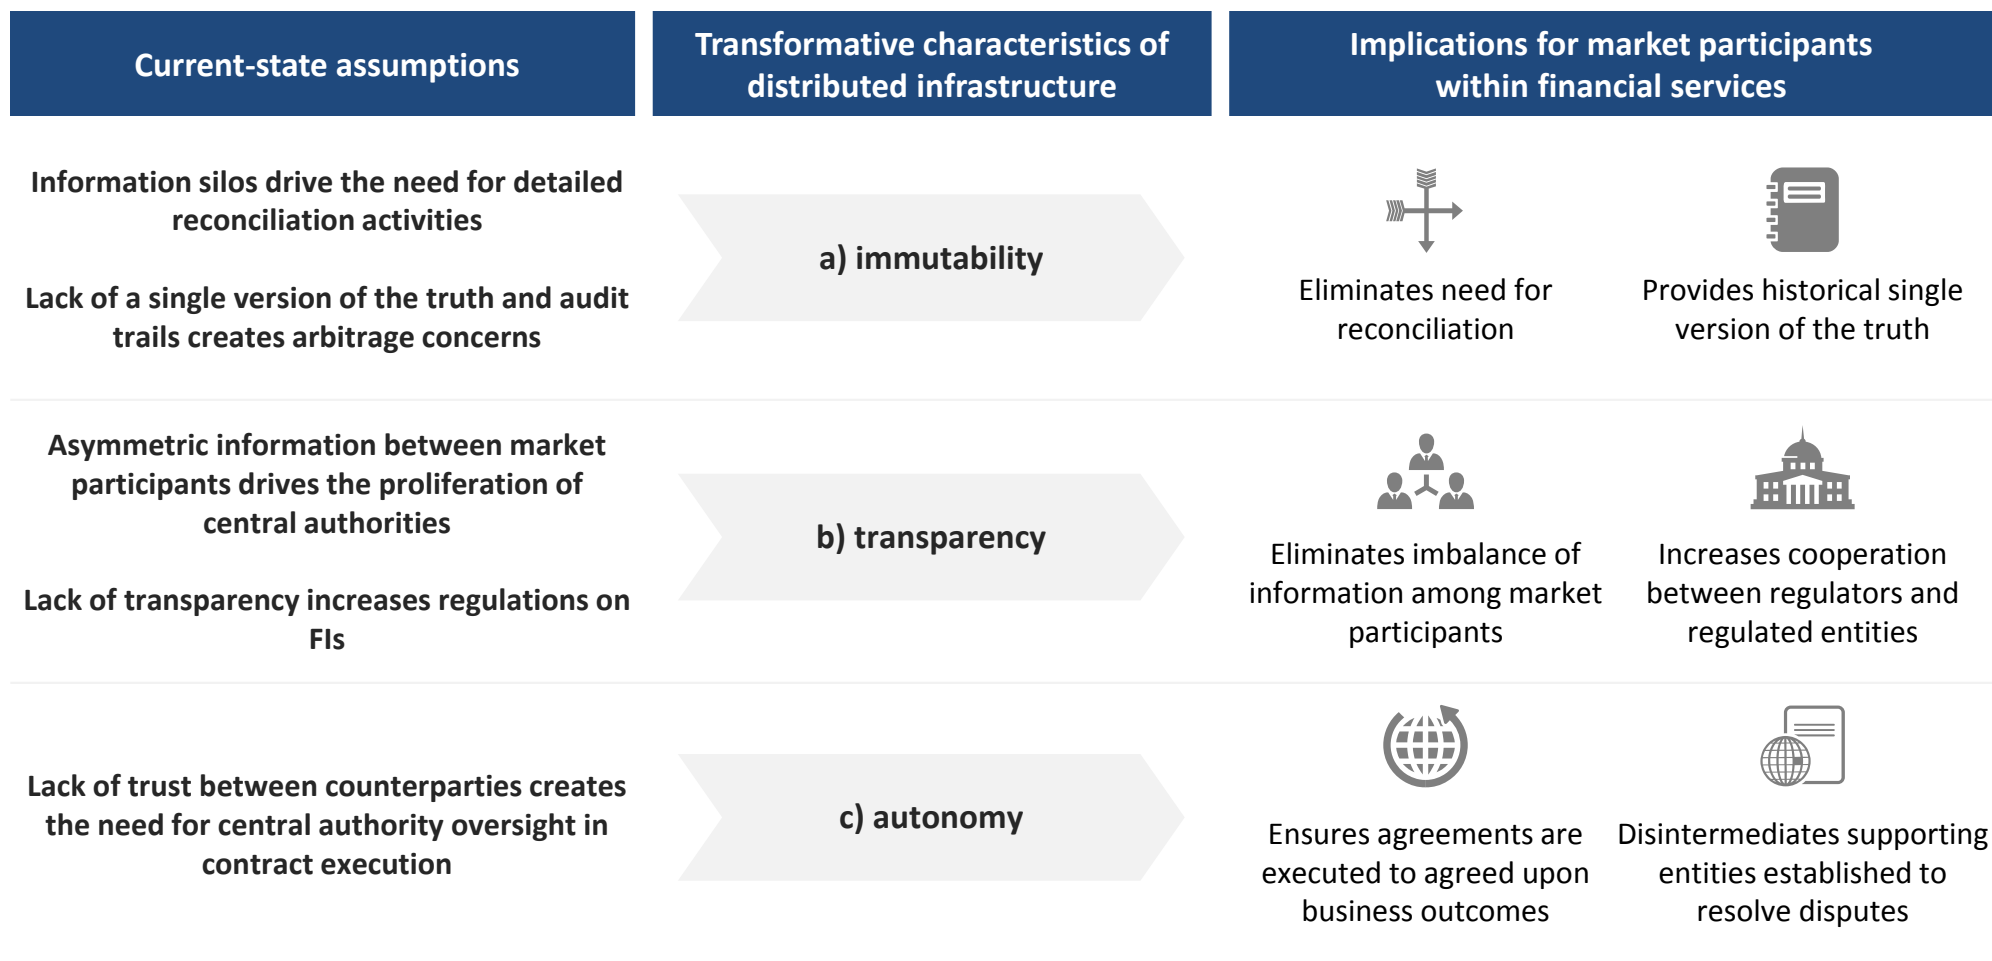 Current-state assumptions
Transformative characteristics of
distributed infrastructure
Implications for market participants
within financial services
Information silos drive the need for detailed
reconciliation activities
Lack of a single version of the truth and audit
trails creates arbitrage concerns
a) immutability
Eliminates need for
reconciliation
Provides historical single
version of the truth
Asymmetric information between market
participants drives the proliferation of
central authorities
Lack of transparency increases regulations on
FIs
b) transparency
Eliminates imbalance of
information among market
participants
Increases cooperation
between regulators and
regulated entities
Lack of trust between counterparties creates
the need for central authority oversight in
contract execution
c) autonomy
Ensures agreements are
executed to agreed upon
business outcomes
Disintermediates supporting
entities established to
resolve disputes